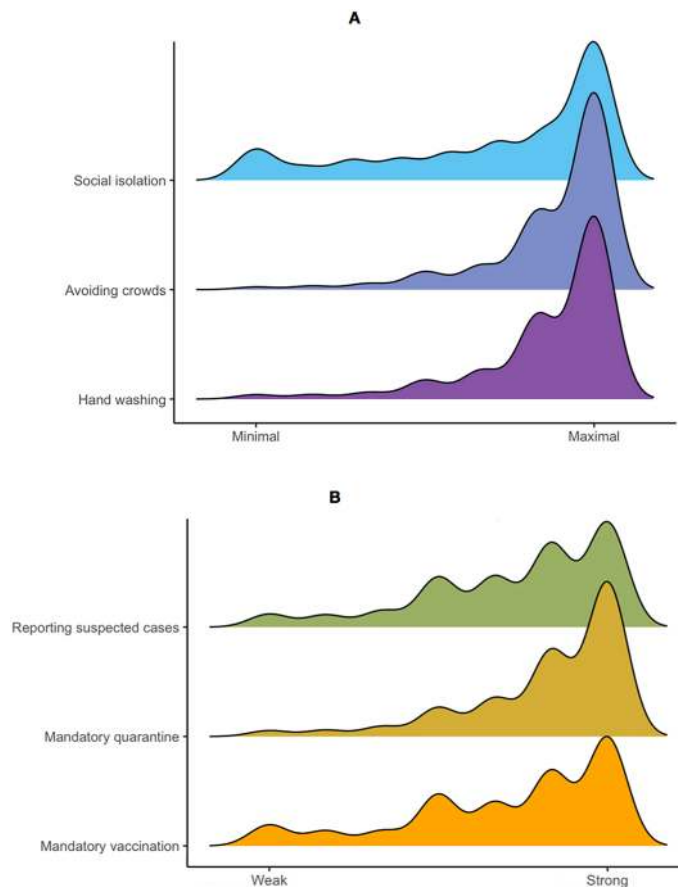 A
Social isolation
Avoiding crowds
Hand washing
Minimal Maximal
B
Reporting suspected cases
Mandatory quarantine
Mandatory vaccination
Weak Strong